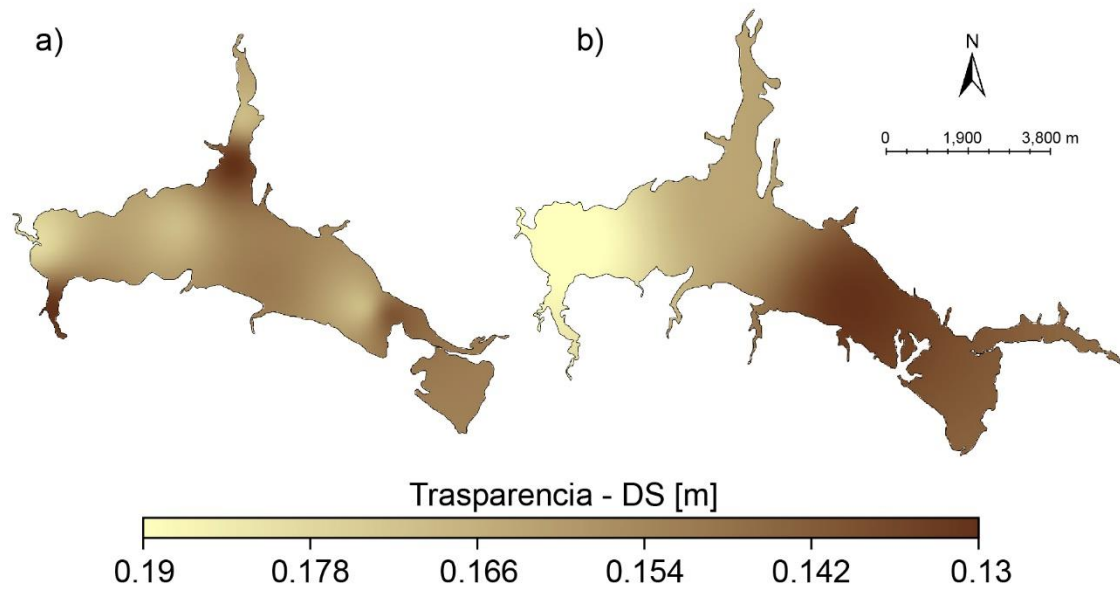 a)
b)
N
0 1,900 3,800 m
Trasparencia - DS [m]
0.19 0.178 0.166 0.154 0.142 0.13